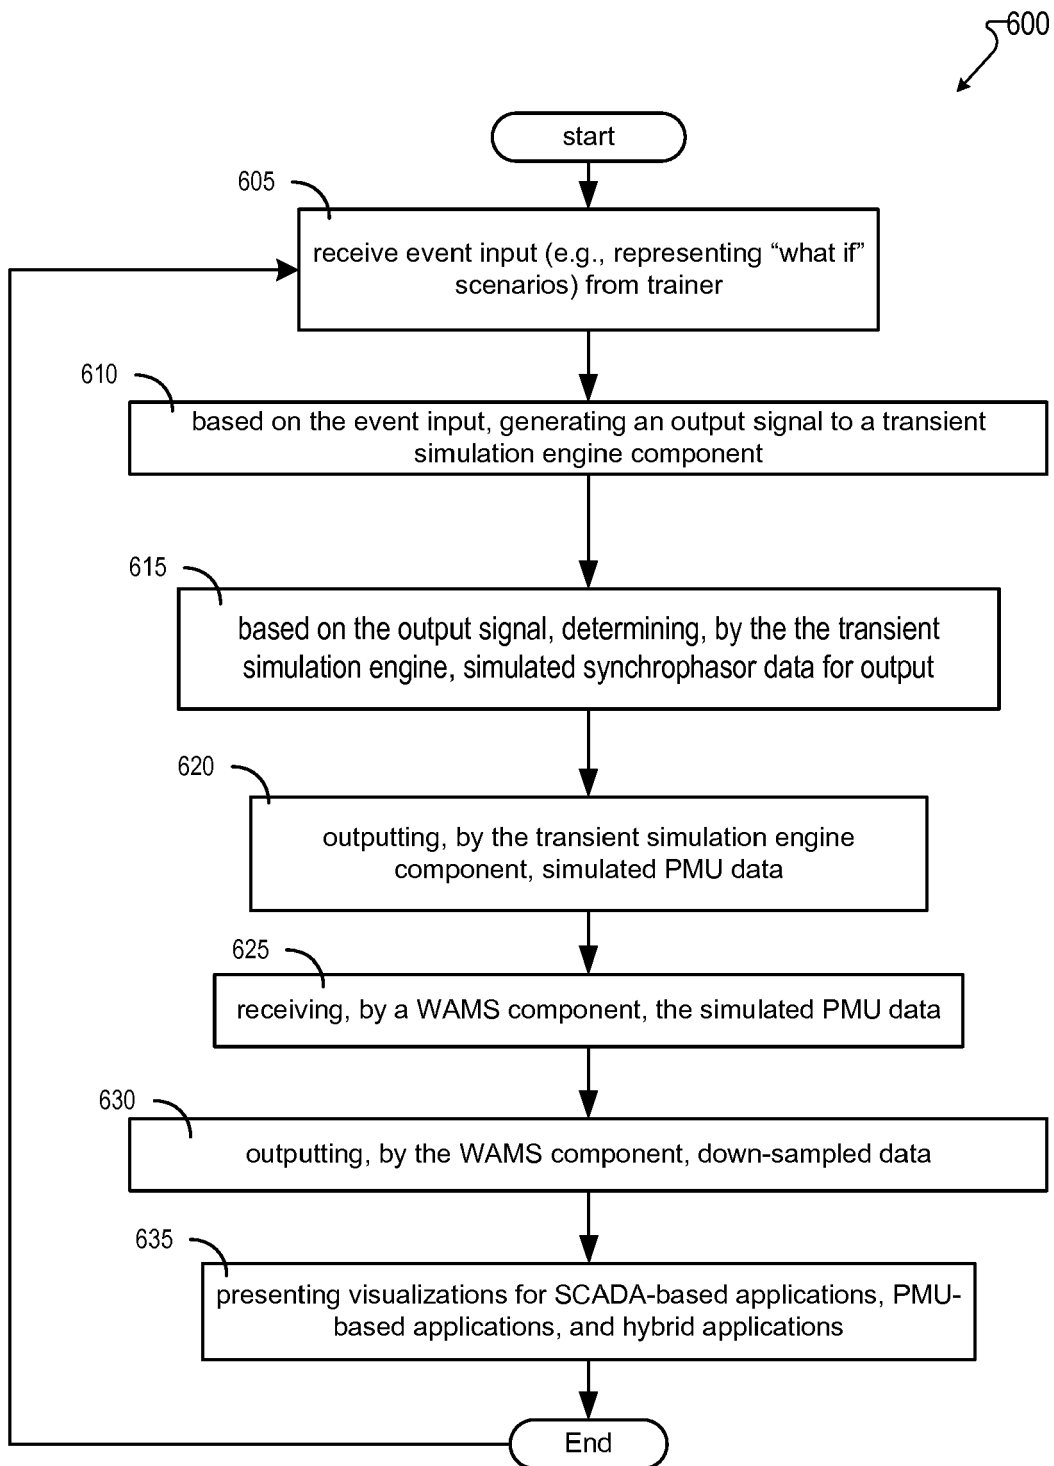 600
start
605
receive event input (e.g., representing “what if”
scenarios) from trainer
610
based on the event input, generating an output signal to a transient
simulation engine component
615
based on the output signal, determining, by the the transient
simulation engine, simulated synchrophasor data for output
620
outputting, by the transient simulation engine
component, simulated PMU data
625
receiving, by a WAMS component, the simulated PMU data
630
outputting, by the WAMS component, down-sampled data
635
presenting visualizations for SCADA-based applications, PMU-
based applications, and hybrid applications
End